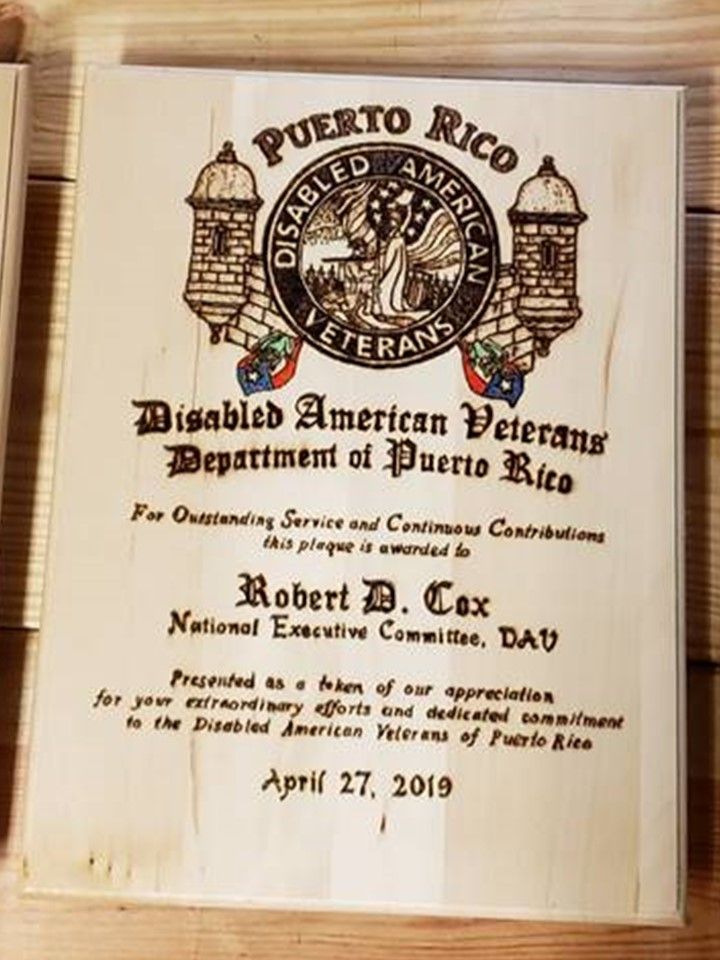 PUERTO RICO
DISABLED AMERICAN
VETERANS
Disabled American Veterans
Department of Puerto Rico
For Outstanding Service and Continuous Contributions
this plaque is awarded to
Robert D. Cox
National Executive Committee, DAV
Presented as a token of our appreciation
for your extraordinary efforts and dedicated commitment
to the Disabled American Veterans of Puerto Rico
April 27, 2019